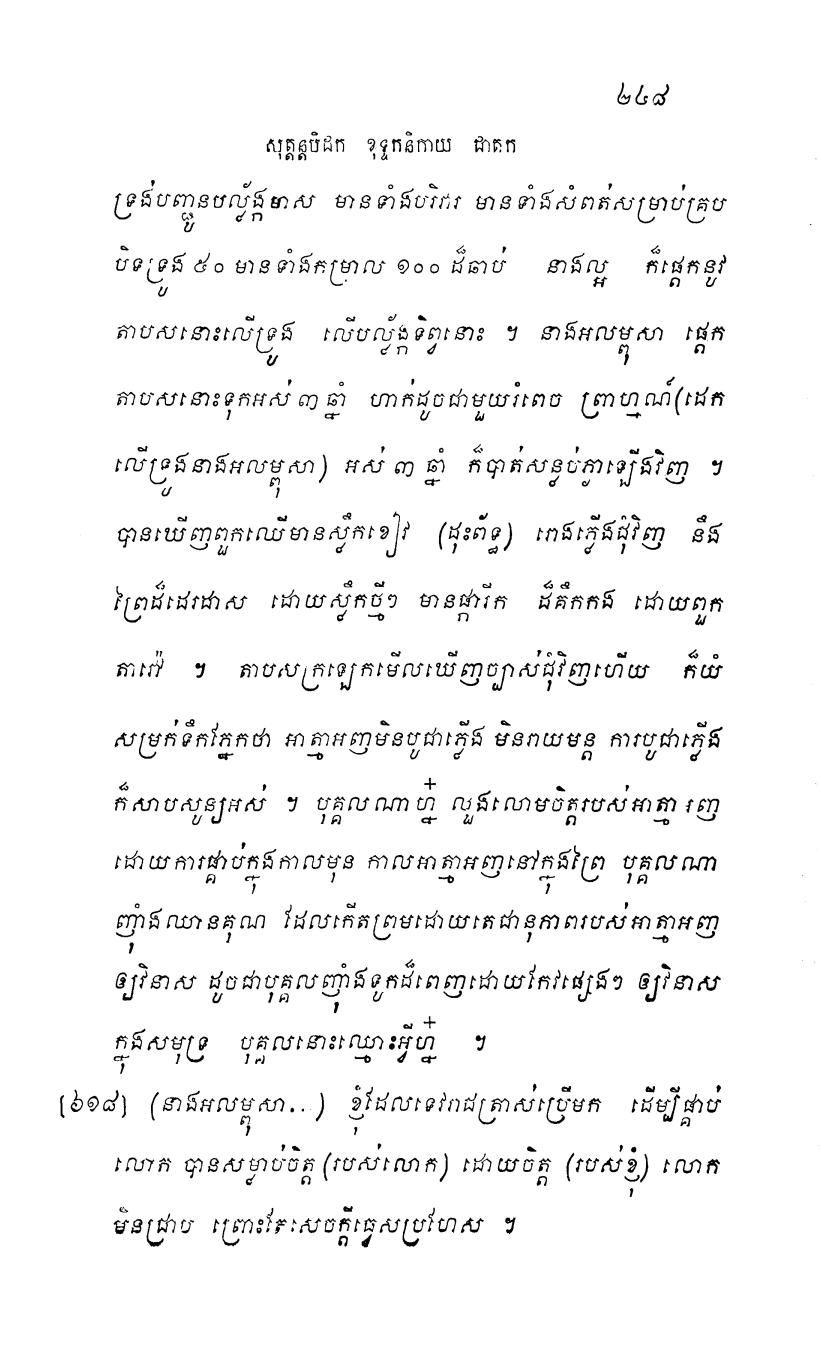 ២៤៨
សុត្តន្តបិដក ខុទ្ទកនិកាយ ជាតក
ទ្រង់បញ្ជូនបល្ល័ង្កមាស មានទាំងបរិវារ មានទាំងសំពត់សម្រាប់គ្រប
បិទទ្រូង ៥០ មានទាំងកម្រាល ១០០ ដ៏ធាប់ នាងល្អ ក៏ផ្តេកនូវ
តាបសនោះលើទ្រូង លើបល្ល័ង្កទិព្វនោះ ។ នាងអលម្ពុសា ផ្តេក
តាបសនោះទុកអស់ ៣ ឆ្នាំ ហាក់ដូចជាមួយរំពេច ព្រាហ្មណ៍(ដេក
លើទ្រូងនាងអលម្ពុសា) អស់ ៣ ឆ្នាំ ក៏បាត់សន្លប់ភ្លាឡើងវិញ ។
បានឃើញពួកឈើមានស្លឹកខៀវ (ដុះព័ទ្ធ) រោងភ្លើងជុំវិញ នឹង
ព្រៃដ៏ដេរដាស ដោយស្លឹកថ្មីៗ មានផ្ការីក ដ៏គឹកកង ដោយពួក
តាវៅ ។ តាបសក្រឡេកមើលឃើញច្បាស់ជុំវិញហើយ ក៏យំ
សម្រក់ទឹកភ្នែកថា អាត្មាអញមិនបូជាភ្លើង មិនរាយមន្ត ការបូជាភ្លើង
ក៏សាបសូន្យអស់ ។ បុគ្គលណាហ្ន៎ លួងលោមចិត្តរបស់អាត្មាអញ
ដោយការផ្គាប់ក្នុងកាលមុន កាលអាត្មាអញនៅក្នុងព្រៃ បុគ្គលណា
ញ៉ាំងឈានគុណ ដែលកើតព្រមដោយតេជានុភាពរបស់អាត្មាអញ
ឲ្យវិនាស ដូចជាបុគ្គលញ៉ាំងទូកដ៏ពេញដោយកែវផ្សេងៗ ឲ្យវិនាស
ក្នុងសមុទ្រ បុគ្គលនោះឈ្មោះអ្វីហ្ន៎ ។
[៦១៨] (នាងអលម្ពុសា..) ខ្ញុំដែលទេវរាជត្រាស់ប្រើមក ដើម្បីផ្គាប់
លោក បានសម្លាប់ចិត្ត (របស់លោក) ដោយចិត្ត (របស់ខ្ញុំ) លោក
មិនជ្រាប ព្រោះតែសេចក្តីធ្វេសប្រហែស ។